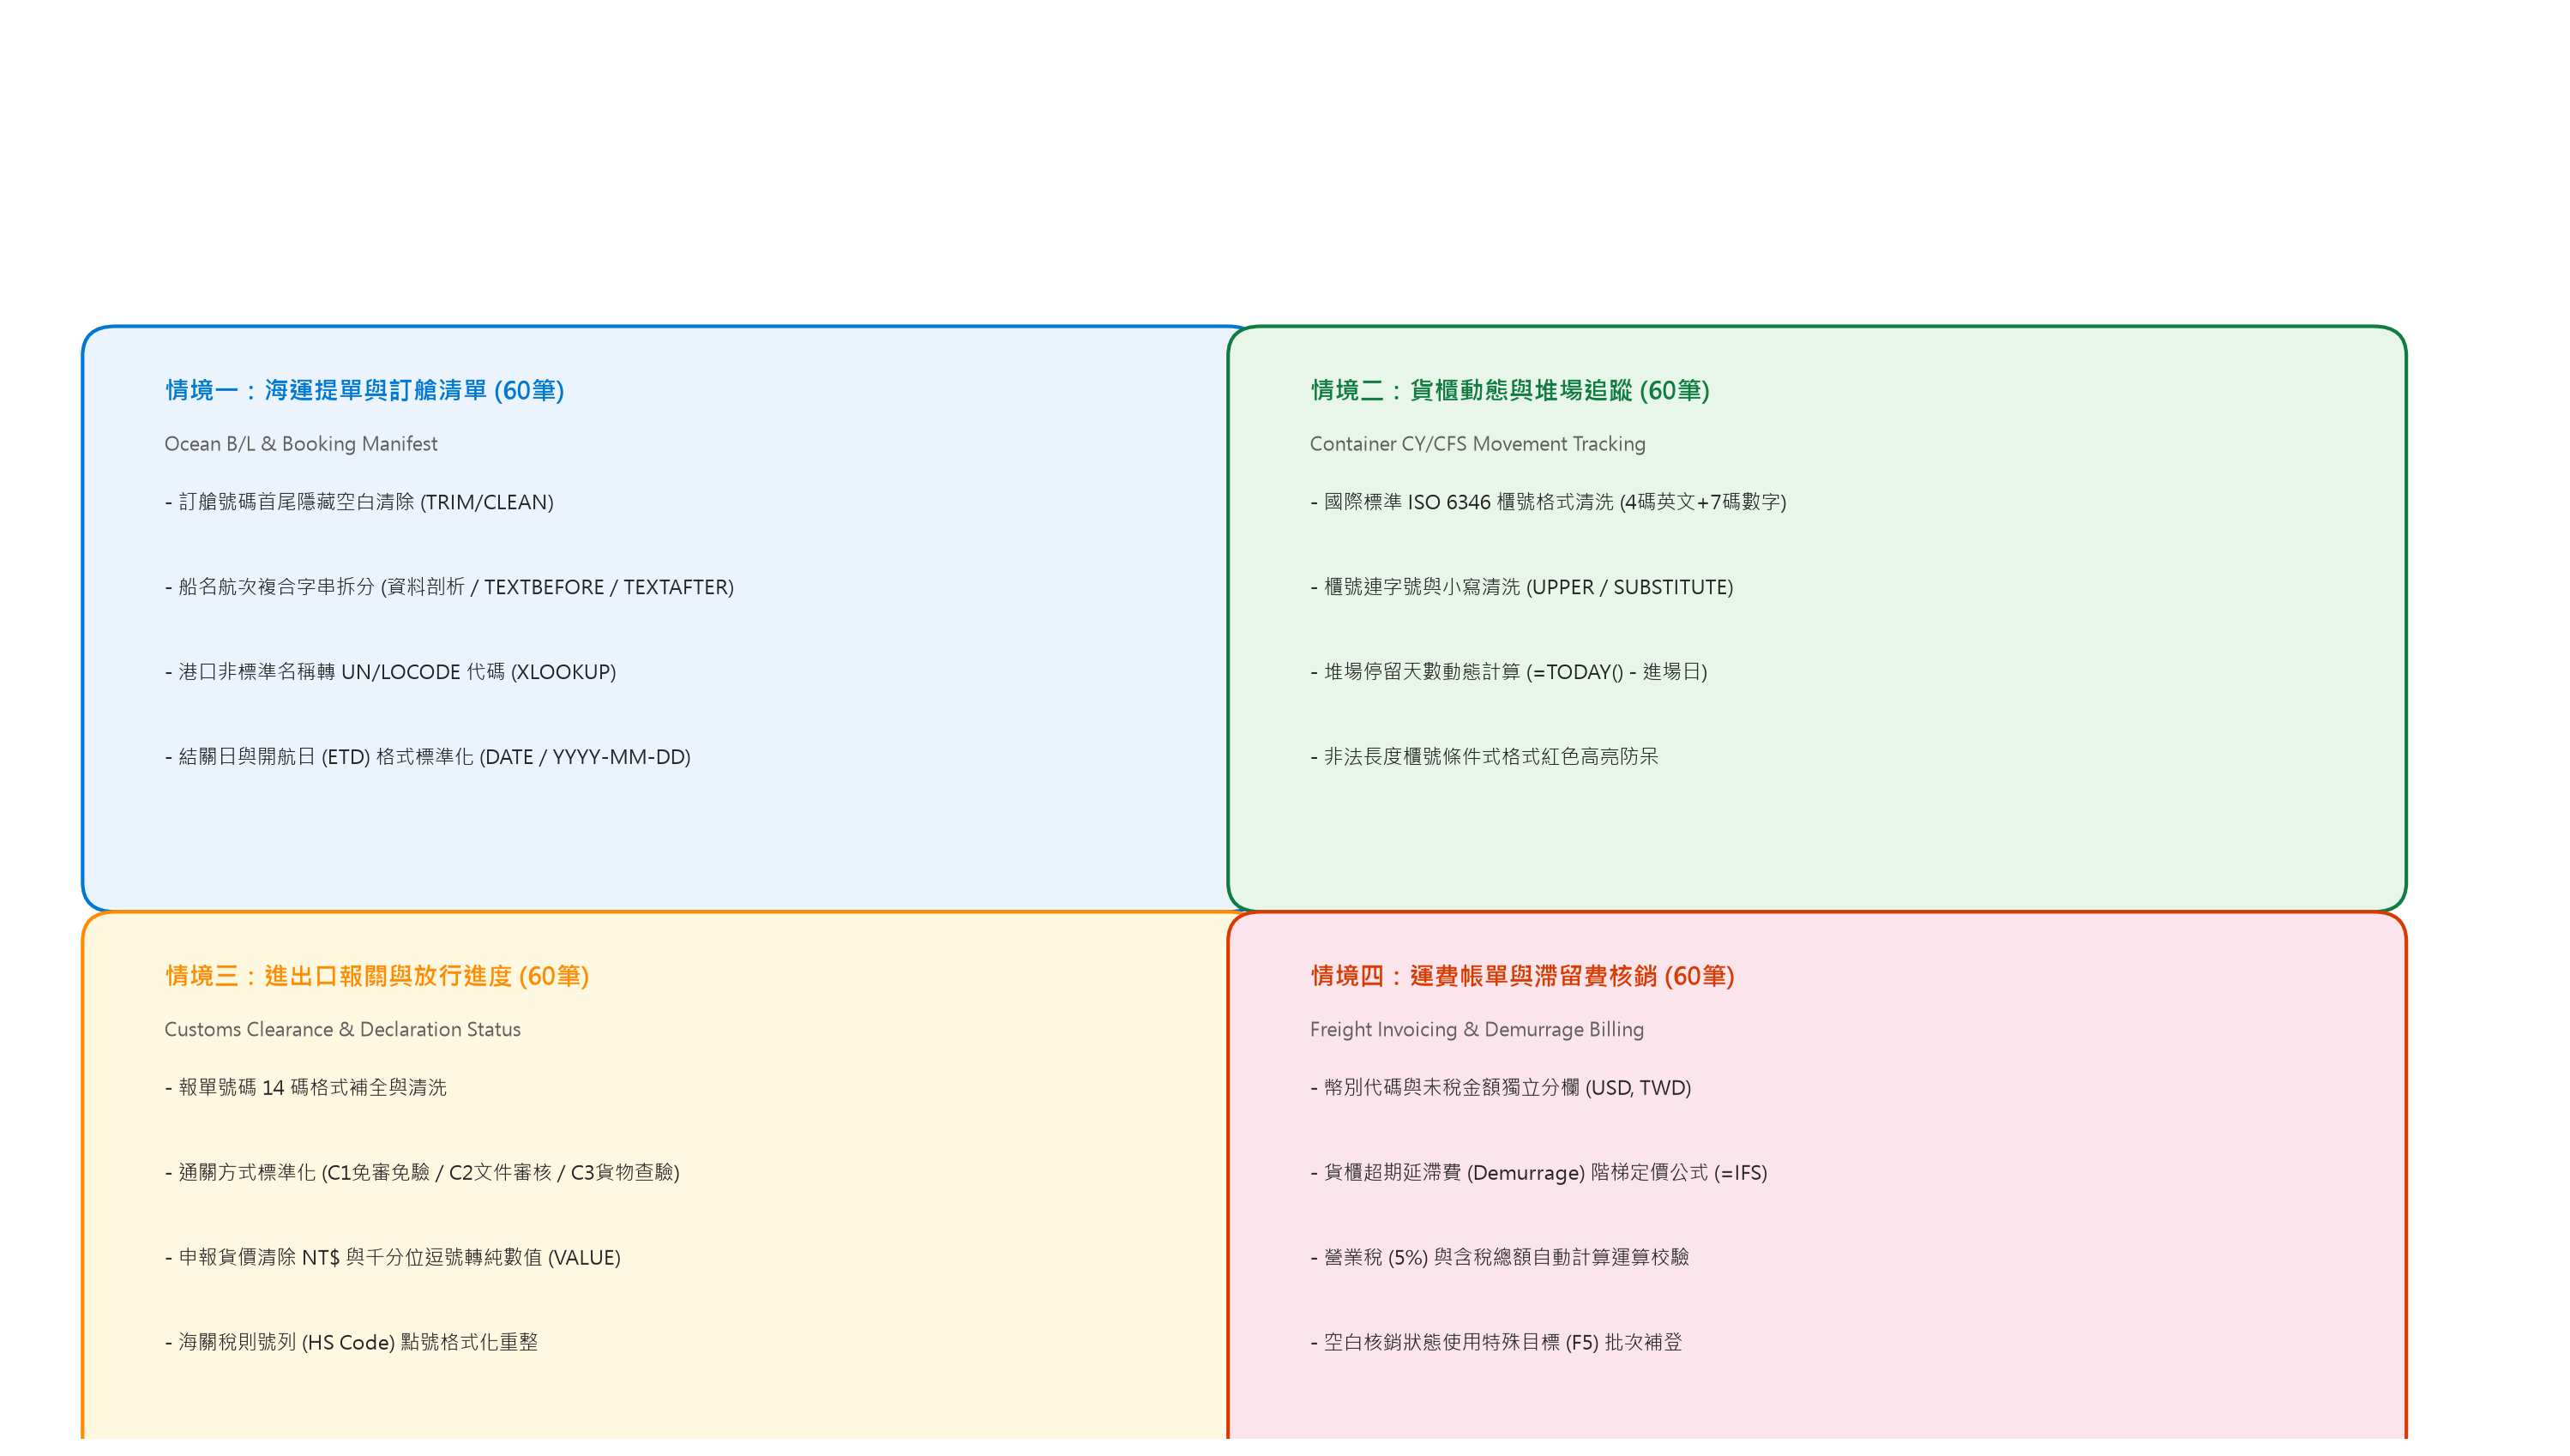 情境一：海運提單與訂艙清單 (60筆)
Ocean B/L & Booking Manifest
- 訂艙號碼首尾隱藏空白清除 (TRIM/CLEAN)
- 船名航次複合字串拆分 (資料剖析 / TEXTBEFORE / TEXTAFTER)
- 港口非標準名稱轉 UN/LOCODE 代碼 (XLOOKUP)
- 結關日與開航日 (ETD) 格式標準化 (DATE / YYYY-MM-DD)
情境二：貨櫃動態與堆場追蹤 (60筆)
Container CY/CFS Movement Tracking
- 國際標準 ISO 6346 櫃號格式清洗 (4碼英文+7碼數字)
- 櫃號連字號與小寫清洗 (UPPER / SUBSTITUTE)
- 堆場停留天數動態計算 (=TODAY() - 進場日)
- 非法長度櫃號條件式格式紅色高亮防呆
情境三：進出口報關與放行進度 (60筆)
Customs Clearance & Declaration Status
- 報單號碼 14 碼格式補全與清洗
- 通關方式標準化 (C1免審免驗 / C2文件審核 / C3貨物查驗)
- 申報貨價清除 NT$ 與千分位逗號轉純數值 (VALUE)
- 海關稅則號列 (HS Code) 點號格式化重整
情境四：運費帳單與滯留費核銷 (60筆)
Freight Invoicing & Demurrage Billing
- 幣別代碼與未稅金額獨立分欄 (USD, TWD)
- 貨櫃超期延滯費 (Demurrage) 階梯定價公式 (=IFS)
- 營業稅 (5%) 與含稅總額自動計算運算校驗
- 空白核銷狀態使用特殊目標 (F5) 批次補登